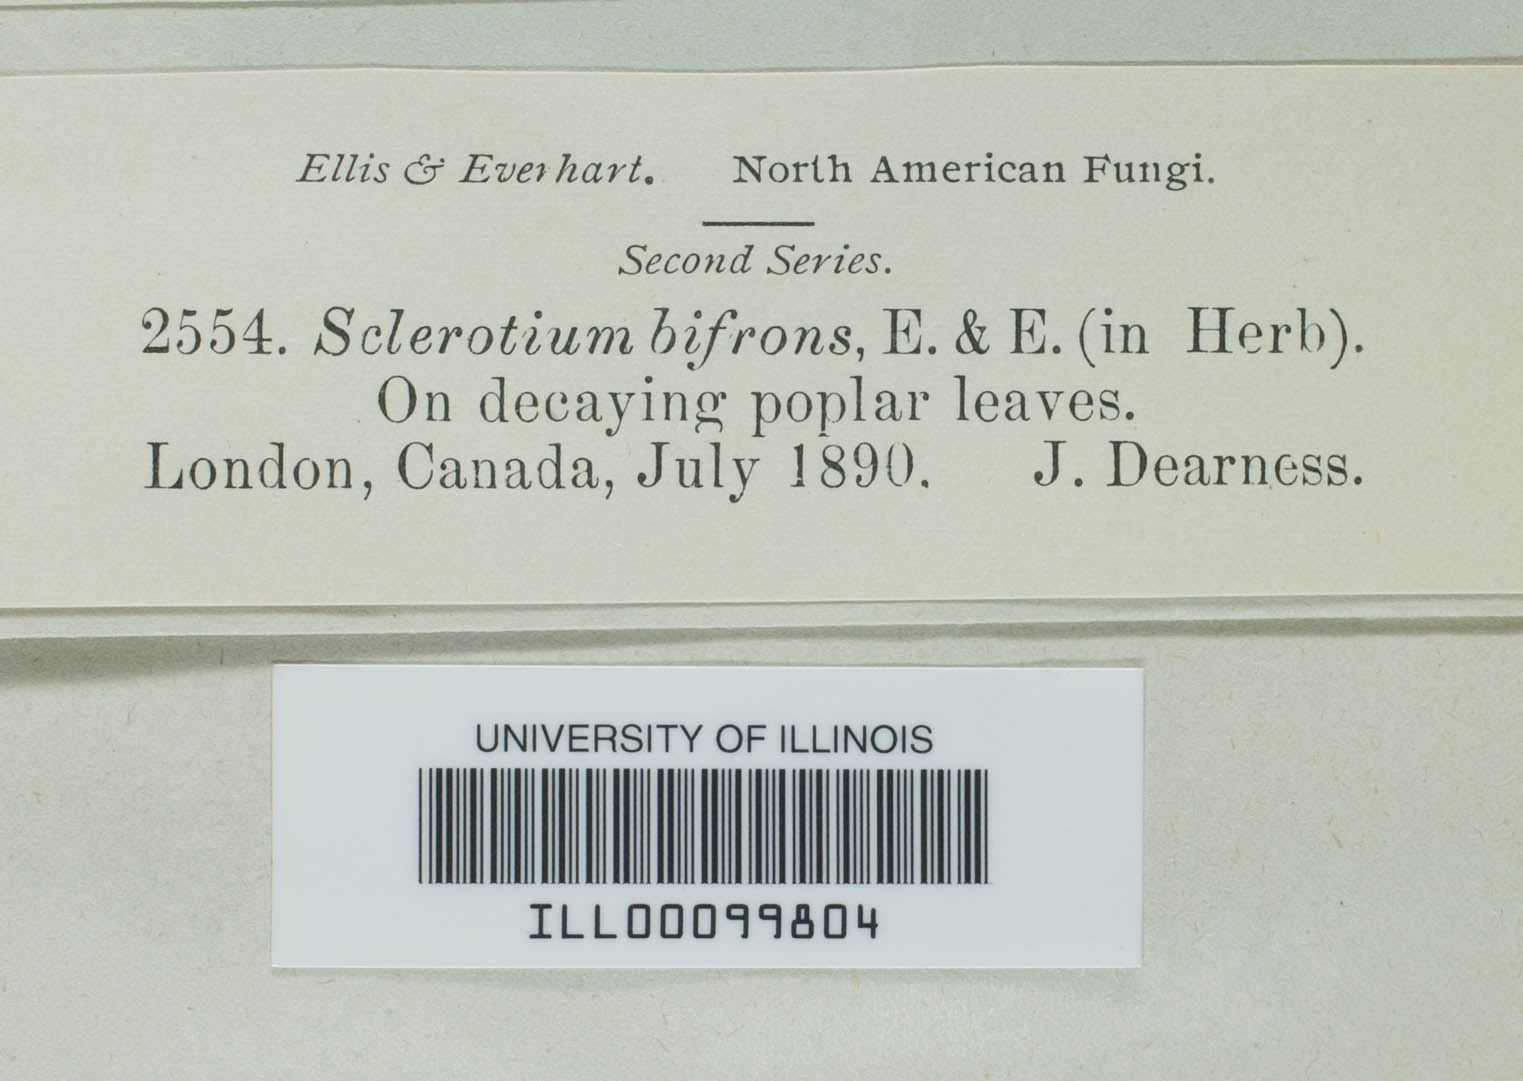 Ellis & Everhart. North American Fungi.
Second Series.
2554. Sclerotium bifrons, E. & E. (in Herb).
On decaying poplar leaves.
London, Canada, July 1890. J. Dearness.
UNIVERSITY OF ILLINOIS
ILL00099804